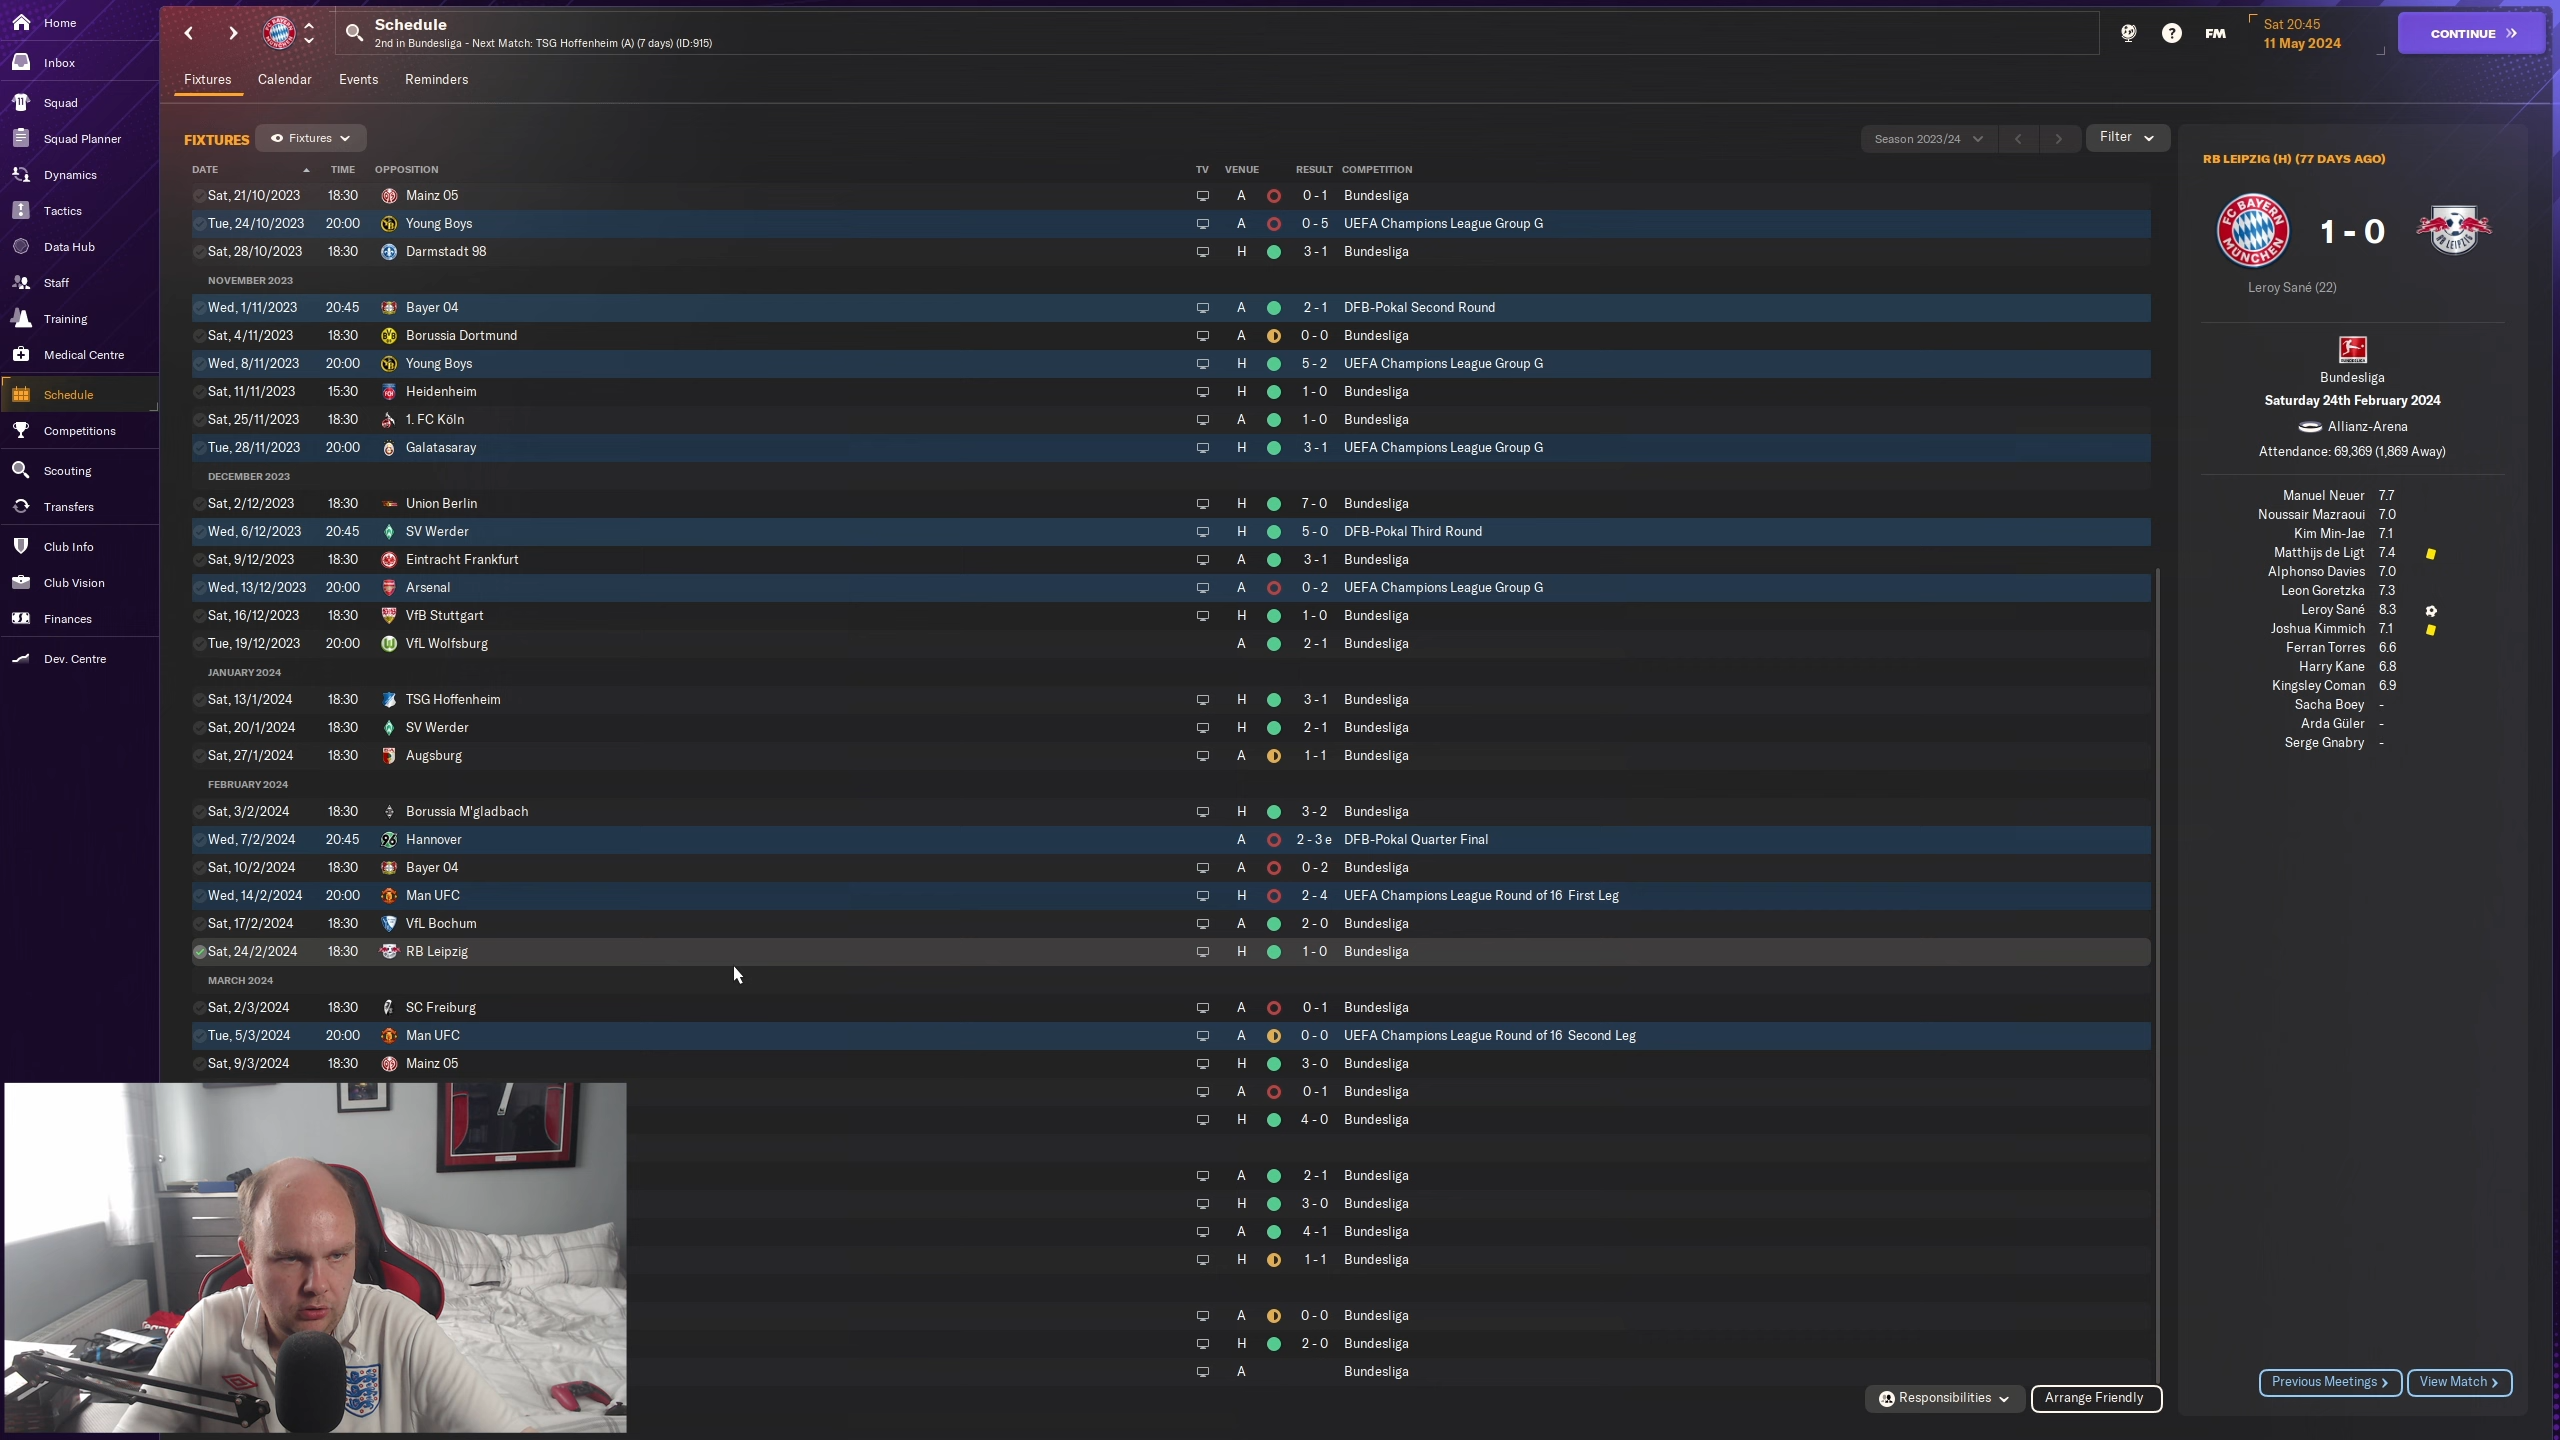 Home
Inbox
Squad
Squad Planner
Dynamics
Tactics
Data Hub
Staff
Training
Medical Centre
Schedule
Competitions
Scouting
Transfers
Club Info
Club Vision
Finances
Dev. Centre
Schedule
2nd in Bundesliga - Next Match: TSG Hoffenheim (A) (7 days) (ID:915)
FM
Sat 20:45
11 May 2024
CONTINUE
Fixtures Calendar Events Reminders
FIXTURES Fixtures Season 2023/24 Filter
DATE TIME OPPOSITION TV VENUE RESULT COMPETITION
Sat, 21/10/2023 18:30 Mainz 05 A 0 - 1 Bundesliga
Tue, 24/10/2023 20:00 Young Boys A 0 - 5 UEFA Champions League Group G
Sat, 28/10/2023 18:30 Darmstadt 98 H 3 - 1 Bundesliga
NOVEMBER 2023
Wed, 1/11/2023 20:45 Bayer 04 A 2 - 1 DFB-Pokal Second Round
Sat, 4/11/2023 18:30 Borussia Dortmund A 0 - 0 Bundesliga
Wed, 8/11/2023 20:00 Young Boys H 5 - 2 UEFA Champions League Group G
Sat, 11/11/2023 15:30 Heidenheim H 1 - 0 Bundesliga
Sat, 25/11/2023 18:30 1. FC Köln A 1 - 0 Bundesliga
Tue, 28/11/2023 20:00 Galatasaray H 3 - 1 UEFA Champions League Group G
DECEMBER 2023
Sat, 2/12/2023 18:30 Union Berlin H 7 - 0 Bundesliga
Wed, 6/12/2023 20:45 SV Werder H 5 - 0 DFB-Pokal Third Round
Sat, 9/12/2023 18:30 Eintracht Frankfurt A 3 - 1 Bundesliga
Wed, 13/12/2023 20:00 Arsenal A 0 - 2 UEFA Champions League Group G
Sat, 16/12/2023 18:30 VfB Stuttgart H 1 - 0 Bundesliga
Tue, 19/12/2023 20:00 VfL Wolfsburg A 2 - 1 Bundesliga
JANUARY 2024
Sat, 13/1/2024 18:30 TSG Hoffenheim H 3 - 1 Bundesliga
Sat, 20/1/2024 18:30 SV Werder H 2 - 1 Bundesliga
Sat, 27/1/2024 18:30 Augsburg A 1 - 1 Bundesliga
FEBRUARY 2024
Sat, 3/2/2024 18:30 Borussia M'gladbach H 3 - 2 Bundesliga
Wed, 7/2/2024 20:45 Hannover A 2 - 3 e DFB-Pokal Quarter Final
Sat, 10/2/2024 18:30 Bayer 04 A 0 - 2 Bundesliga
Wed, 14/2/2024 20:00 Man UFC H 2 - 4 UEFA Champions League Round of 16 First Leg
Sat, 17/2/2024 18:30 VfL Bochum A 2 - 0 Bundesliga
Sat, 24/2/2024 18:30 RB Leipzig H 1 - 0 Bundesliga
MARCH 2024
Sat, 2/3/2024 18:30 SC Freiburg A 0 - 1 Bundesliga
Tue, 5/3/2024 20:00 Man UFC A 0 - 0 UEFA Champions League Round of 16 Second Leg
Sat, 9/3/2024 18:30 Mainz 05 H 3 - 0 Bundesliga
A 0 - 1 Bundesliga
H 4 - 0 Bundesliga
A 2 - 1 Bundesliga
H 3 - 0 Bundesliga
A 4 - 1 Bundesliga
H 1 - 1 Bundesliga
A 0 - 0 Bundesliga
H 2 - 0 Bundesliga
A Bundesliga
Responsibilities Arrange Friendly
RB LEIPZIG (H) (77 DAYS AGO)
FC BAYERN MÜNCHEN
1 - 0
RB LEIPZIG
Leroy Sané (22)
BUNDESLIGA
Bundesliga
Saturday 24th February 2024
Allianz-Arena
Attendance: 69,369 (1,869 Away)
Manuel Neuer 7.7
Noussair Mazraoui 7.0
Kim Min-Jae 7.1
Matthijs de Ligt 7.4
Alphonso Davies 7.0
Leon Goretzka 7.3
Leroy Sané 8.3
Joshua Kimmich 7.1
Ferran Torres 6.6
Harry Kane 6.8
Kingsley Coman 6.9
Sacha Boey -
Arda Güler -
Serge Gnabry -
Previous Meetings View Match